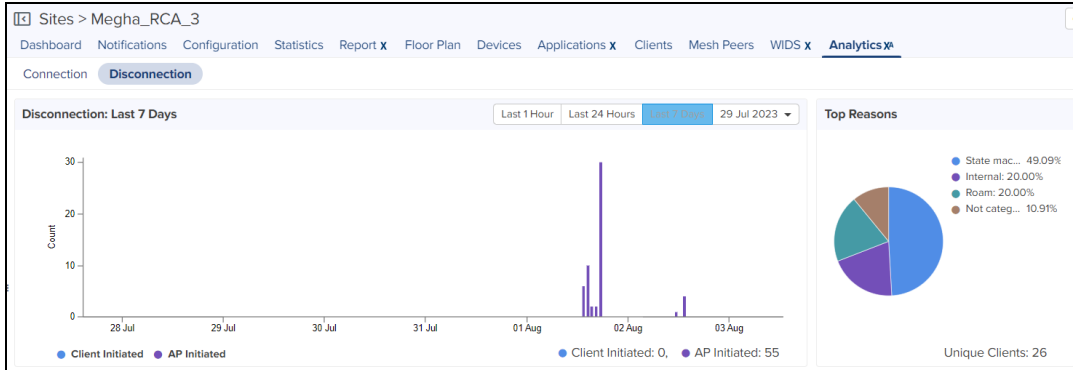 Sites > Megha_RCA_3
Dashboard Notifications Configuration Statistics Report X Floor Plan Devices Applications X Clients Mesh Peers WIDS X Analytics XA
Connection Disconnection
Disconnection: Last 7 Days
Last 1 Hour Last 24 Hours Last 7 Days 29 Jul 2023
Top Reasons
30
20
10
0
Count
28 Jul 29 Jul 30 Jul 31 Jul 01 Aug 02 Aug 03 Aug
Client Initiated AP Initiated
Client Initiated: 0, AP Initiated: 55
State mac... 49.09%
Internal: 20.00%
Roam: 20.00%
Not categ... 10.91%
Unique Clients: 26